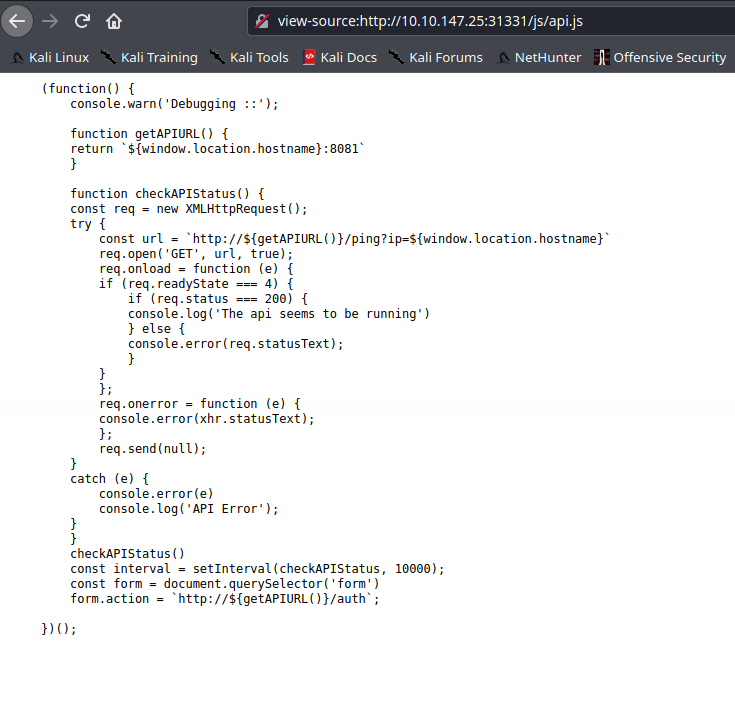 view-source:http://10.10.147.25:31331/js/api.js
Kali Linux Kali Training Kali Tools Kali Docs Kali Forums NetHunter Offensive Security
(function() {
    console.warn('Debugging ::');

    function getAPIURL() {
    return `${window.location.hostname}:8081`
    }

    function checkAPIStatus() {
    const req = new XMLHttpRequest();
    try {
        const url = `http://${getAPIURL()}/ping?ip=${window.location.hostname}`
        req.open('GET', url, true);
        req.onload = function (e) {
        if (req.readyState === 4) {
            if (req.status === 200) {
            console.log('The api seems to be running')
            } else {
            console.error(req.statusText);
            }
        }
        };
        req.onerror = function (e) {
        console.error(xhr.statusText);
        };
        req.send(null);
    }
    catch (e) {
        console.error(e)
        console.log('API Error');
    }
    }
    checkAPIStatus()
    const interval = setInterval(checkAPIStatus, 10000);
    const form = document.querySelector('form')
    form.action = `http://${getAPIURL()}/auth`;

})();